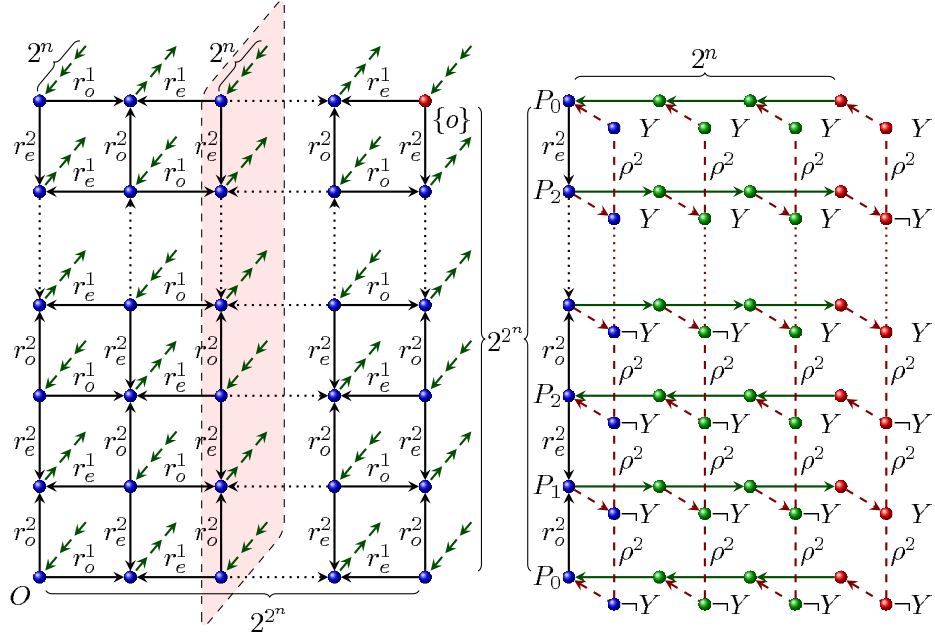 2^n 2^n 2^n
r_o^1 r_e^1 r_e^1 P_0
{o} Y Y Y Y
r_e^2 r_o^2 r_e^2 r_o^2 r_e^2 r_e^2 ρ^2 ρ^2 ρ^2 ρ^2
r_e^1 r_o^1 r_o^1 P_2
Y Y Y ¬Y
r_e^1 r_o^1 r_o^1
¬Y ¬Y Y Y
2^{2^n}
r_o^2 r_e^2 r_o^2 r_e^2 r_o^2 r_o^2 ρ^2 ρ^2 ρ^2 ρ^2
r_o^1 r_e^1 r_e^1 P_2
¬Y ¬Y ¬Y ¬Y
r_e^2 r_o^2 r_e^2 r_o^2 r_e^2 r_e^2 ρ^2 ρ^2 ρ^2 ρ^2
r_e^1 r_o^1 r_o^1 P_1
¬Y ¬Y ¬Y ¬Y
r_o^2 r_e^2 r_o^2 r_e^2 r_o^2 r_o^2 ρ^2 ρ^2 ρ^2 ρ^2
r_o^1 r_e^1 r_e^1 P_0
O ¬Y ¬Y ¬Y ¬Y
2^{2^n}